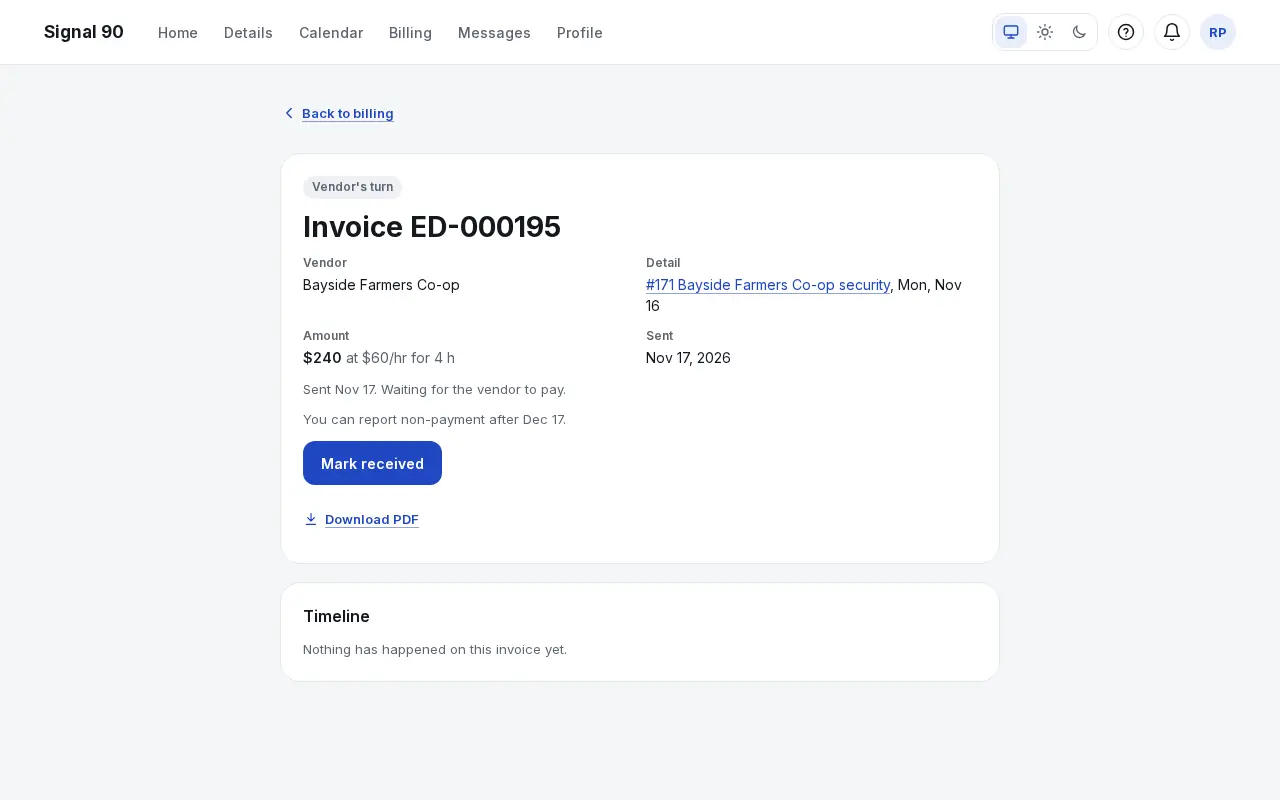 Signal 90
Home
Details
Calendar
Billing
Messages
Profile
RP
Back to billing
Vendor's turn
Invoice ED-000195
Vendor
Bayside Farmers Co-op
Detail
#171 Bayside Farmers Co-op security, Mon, Nov
16
Amount
$240 at $60/hr for 4 h
Sent
Nov 17, 2026
Sent Nov 17. Waiting for the vendor to pay.
You can report non-payment after Dec 17.
Mark received
Download PDF
Timeline
Nothing has happened on this invoice yet.